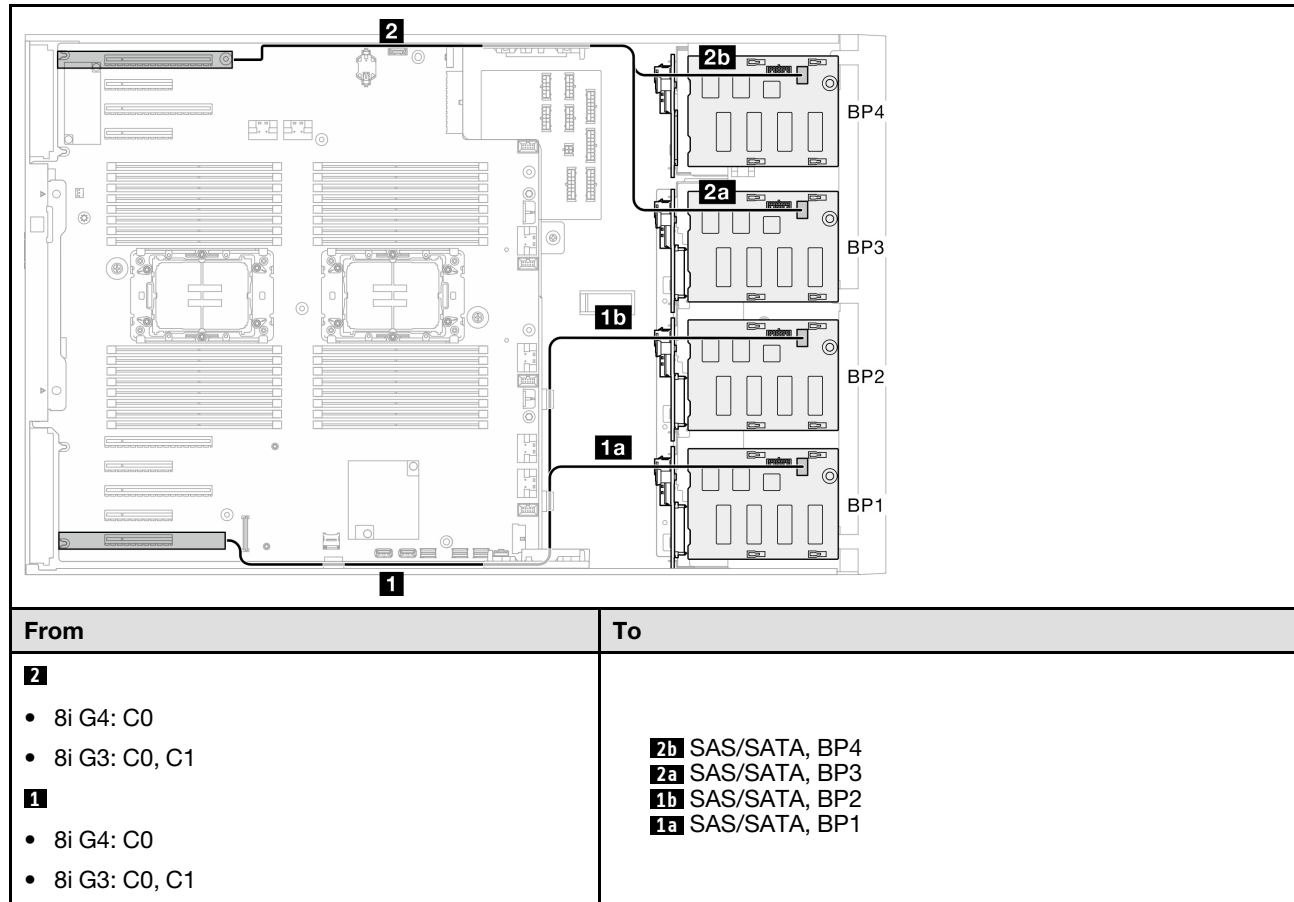 2
2b
BP4
2a
BP3
1b
BP2
1a
BP1
1
From
To
2
• 8i G4: C0
• 8i G3: C0, C1
1
• 8i G4: C0
• 8i G3: C0, C1
2b SAS/SATA, BP4
2a SAS/SATA, BP3
1b SAS/SATA, BP2
1a SAS/SATA, BP1